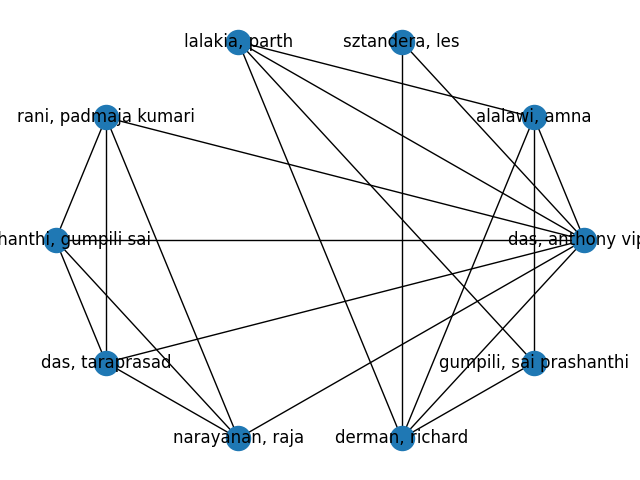 lalakia, parth
sztandera, les
rani, padmaja kumari
alalawi, amna
hanthi, gumpili sai
das, anthony vip
das, taraprasad
gumpili, sai prashanthi
narayanan, raja
derman, richard